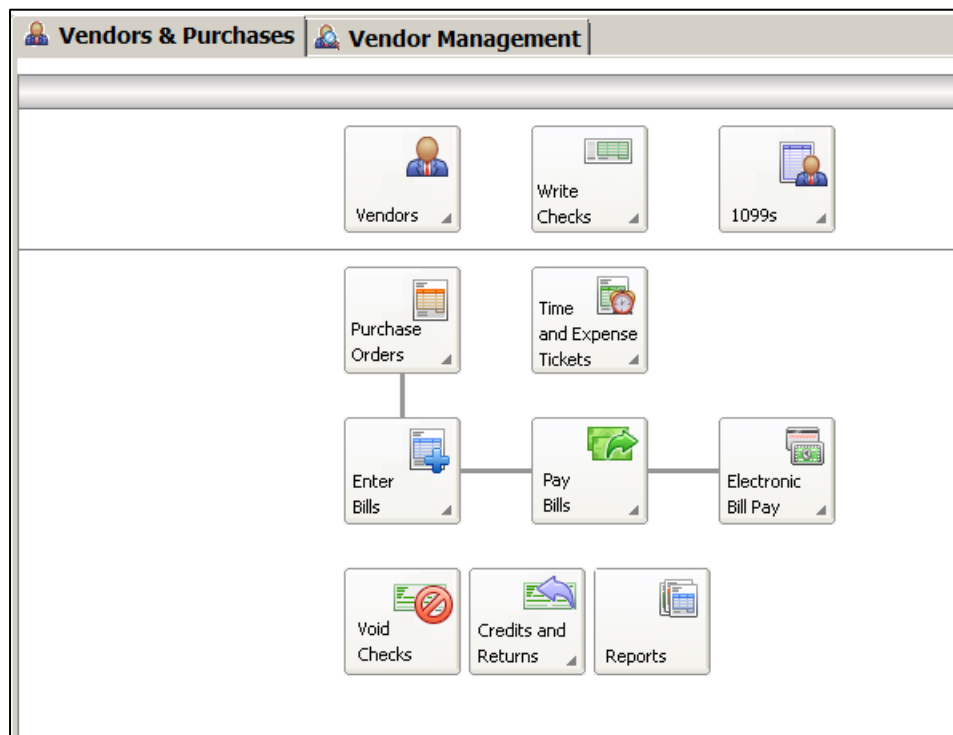 Vendors & Purchases
Vendor Management
Vendors
Write
Checks
1099s
Purchase
Orders
Time
and Expense
Tickets
Enter
Bills
Pay
Bills
Electronic
Bill Pay
Void
Checks
Credits and
Returns
Reports